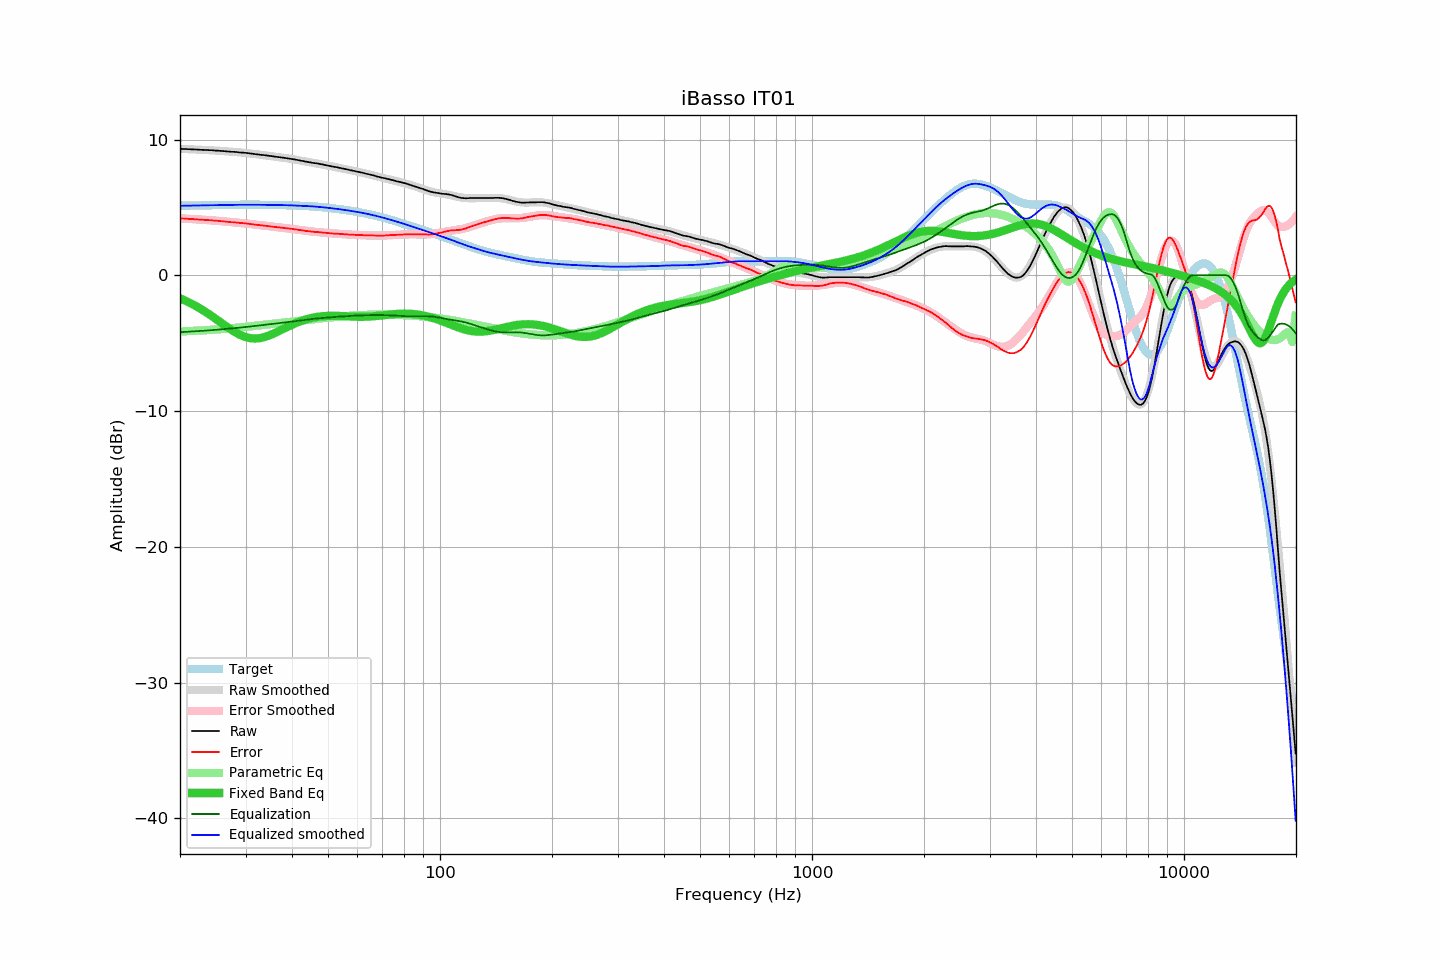 iBasso IT01
10
0
−10
−20
−30
−40
Amplitude (dBr)
Target
Raw Smoothed
Error Smoothed
Raw
Error
Parametric Eq
Fixed Band Eq
Equalization
Equalized smoothed
100
1000
10000
Frequency (Hz)